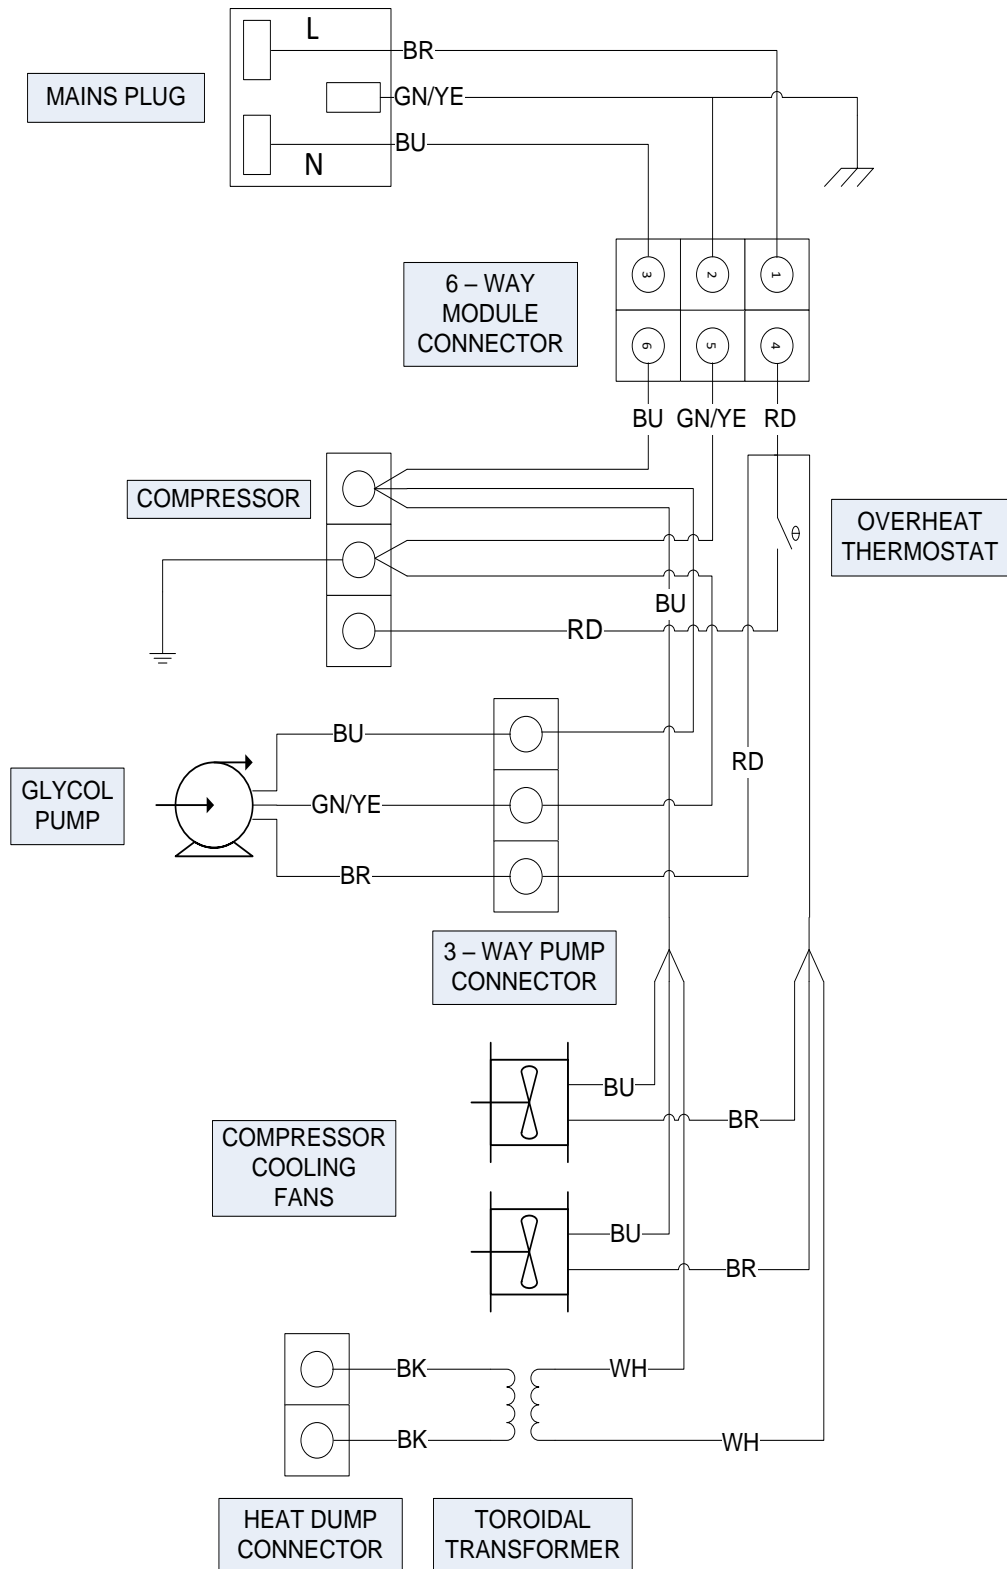 L
BR
MAINS PLUG
GN/YE
BU
N
6 – WAY
MODULE
CONNECTOR
3
2
1
6
5
4
BU
GN/YE
RD
COMPRESSOR
θ
OVERHEAT
THERMOSTAT
BU
RD
BU
RD
GLYCOL
PUMP
GN/YE
BR
3 – WAY PUMP
CONNECTOR
BU
BR
COMPRESSOR
COOLING
FANS
BU
BR
BK
WH
BK
WH
HEAT DUMP
CONNECTOR
TOROIDAL
TRANSFORMER